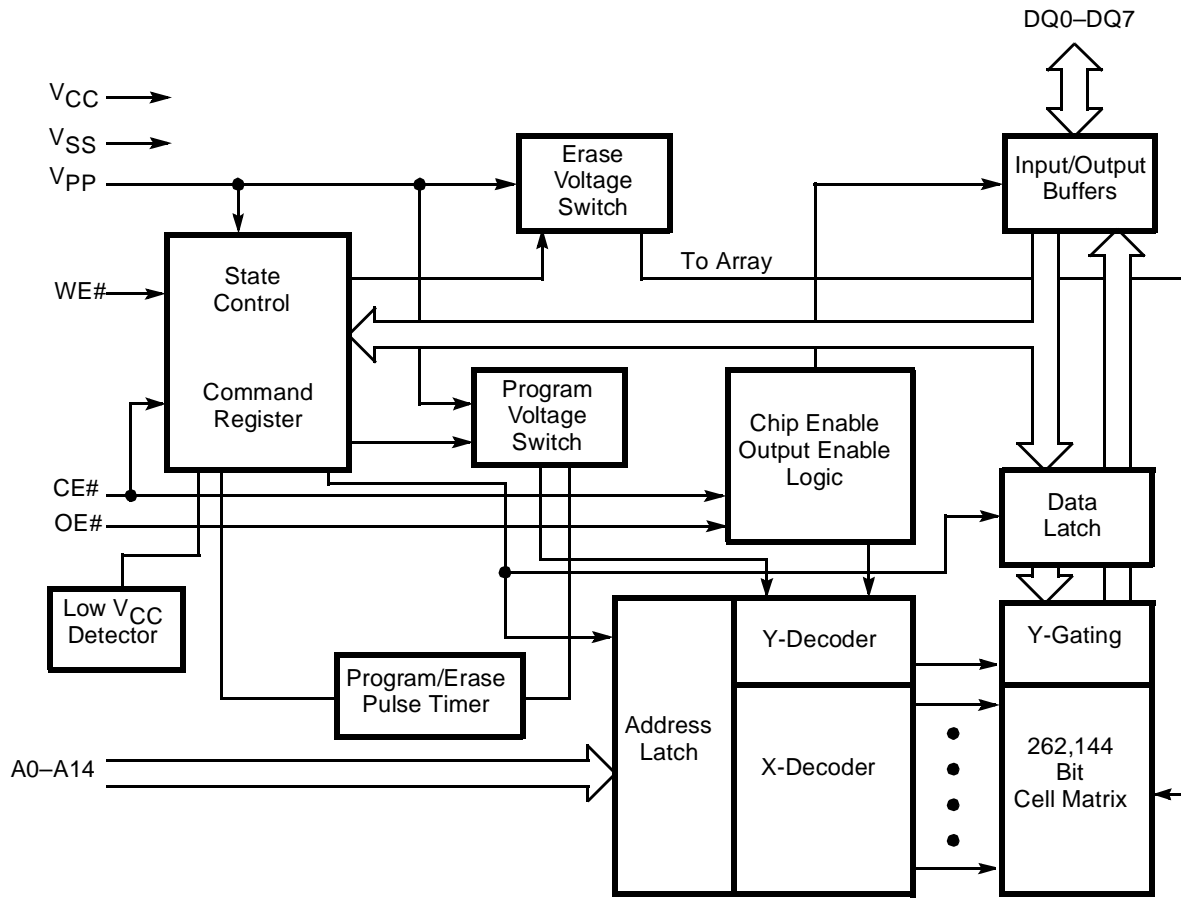 DQ0–DQ7
VCC
VSS
VPP
Erase
Voltage
Switch
Input/Output
Buffers
To Array
WE#
State
Control
Command
Register
Program
Voltage
Switch
Chip Enable
Output Enable
Logic
CE#
OE#
Data
Latch
Low VCC
Detector
Y-Decoder
Y-Gating
Program/Erase
Pulse Timer
Address
Latch
A0–A14
X-Decoder
262,144
Bit
Cell Matrix